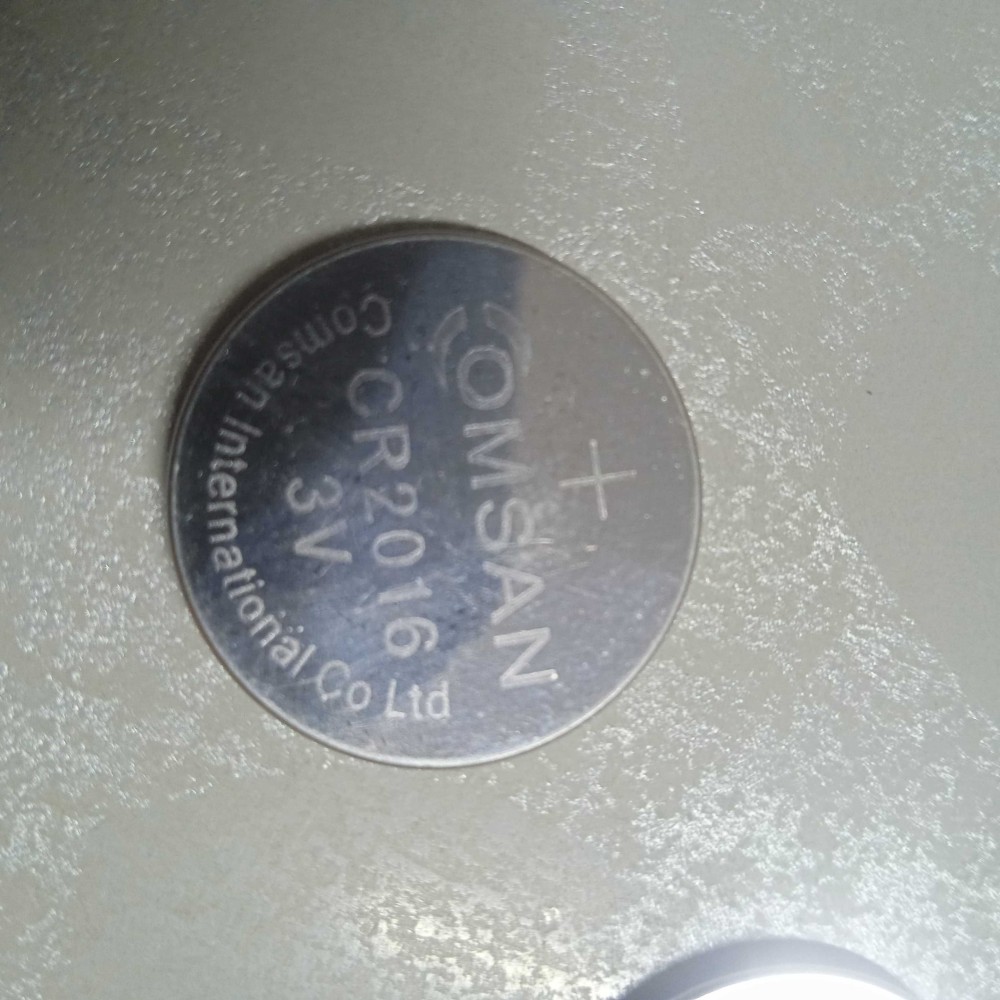 +
COMSAN
CR2016
3V
Comsan International Co Ltd